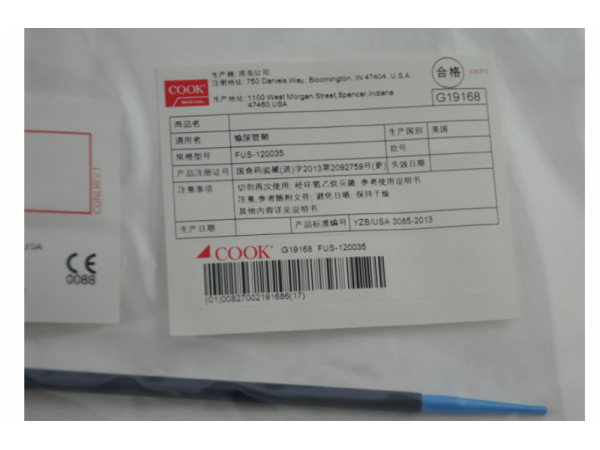 COOK®
MEDICAL
生产商: 库克公司
注册地址: 750 Daniels Way, Bloomington, IN 47404, U.S.A.
生产地址: 1100 West Morgan Street,Spencer,Indiana
47460,USA
合格
G19168
商品名
通用名 输尿管鞘 生产国别 美国
规格型号 FUS-120035 批号
产品注册证号 国食药监械(进)字2013第2092759号(更) 失效日期
注意事项 切勿再次使用; 经环氧乙烷灭菌; 参考使用说明书
注意:参考随附文件; 避免日晒; 保持干燥
其他内容详见说明书
生产日期 产品标准编号 YZB/USA 3085-2013
COOK® G19168 FUS-120035
(01)00827002191686(17)
USA
CE
0088